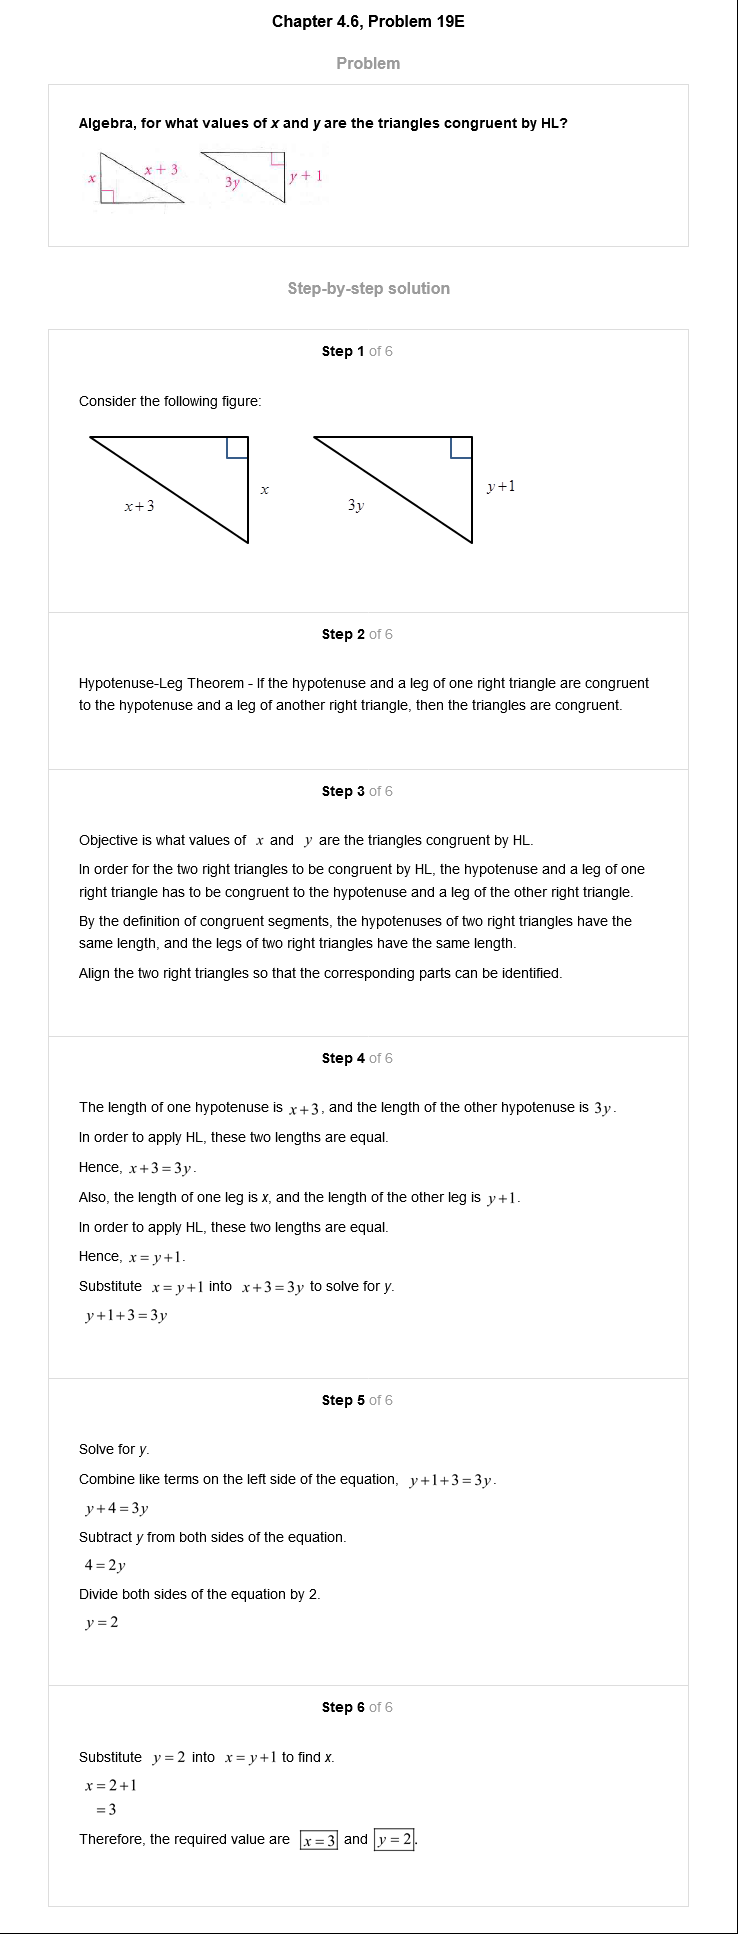 Chapter 4.6, Problem 19E
Problem
Algebra, for what values of x and y are the triangles congruent by HL?
x
x + 3
3y
y + 1
Step-by-step solution
Step 1 of 6
Consider the following figure:
x+3
x
3y
y+1
Step 2 of 6
Hypotenuse-Leg Theorem - If the hypotenuse and a leg of one right triangle are congruent
to the hypotenuse and a leg of another right triangle, then the triangles are congruent.
Step 3 of 6
Objective is what values of x and y are the triangles congruent by HL.
In order for the two right triangles to be congruent by HL, the hypotenuse and a leg of one
right triangle has to be congruent to the hypotenuse and a leg of the other right triangle.
By the definition of congruent segments, the hypotenuses of two right triangles have the
same length, and the legs of two right triangles have the same length.
Align the two right triangles so that the corresponding parts can be identified.
Step 4 of 6
The length of one hypotenuse is x+3, and the length of the other hypotenuse is 3y.
In order to apply HL, these two lengths are equal.
Hence, x+3=3y.
Also, the length of one leg is x, and the length of the other leg is y+1.
In order to apply HL, these two lengths are equal.
Hence, x=y+1.
Substitute x=y+1 into x+3=3y to solve for y.
y+1+3=3y
Step 5 of 6
Solve for y.
Combine like terms on the left side of the equation, y+1+3=3y.
y+4=3y
Subtract y from both sides of the equation.
4=2y
Divide both sides of the equation by 2.
y=2
Step 6 of 6
Substitute y=2 into x=y+1 to find x.
x=2+1
=3
Therefore, the required value are x=3 and y=2.